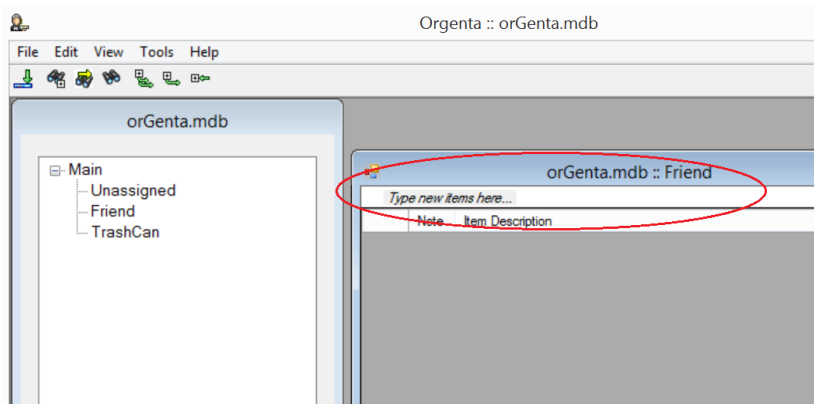 Orgenta :: orGenta.mdb
File Edit View Tools Help
orGenta.mdb
Main
Unassigned
Friend
TrashCan
orGenta.mdb :: Friend
Type new items here...
Note Item Description